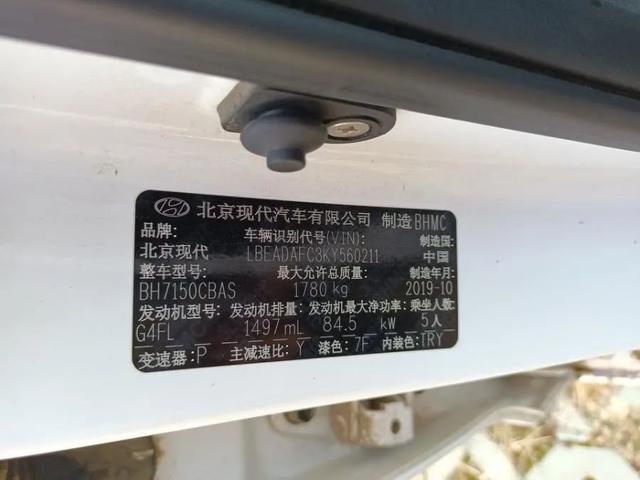 北京现代汽车有限公司 制造 BHMC
品牌: 车辆识别代号(VIN): 制造国:
北京现代 LBEADAFC3KY560211 中国
整车型号: 最大允许总质量: 制造年月:
BH7150CBAS 1780 kg 2019-10
发动机型号: 发动机排量: 发动机最大净功率: 乘坐人数:
G4FL 1497 mL 84.5 kW 5人
变速器: P 主减速比: Y 漆色: 7F 内装色: TRY